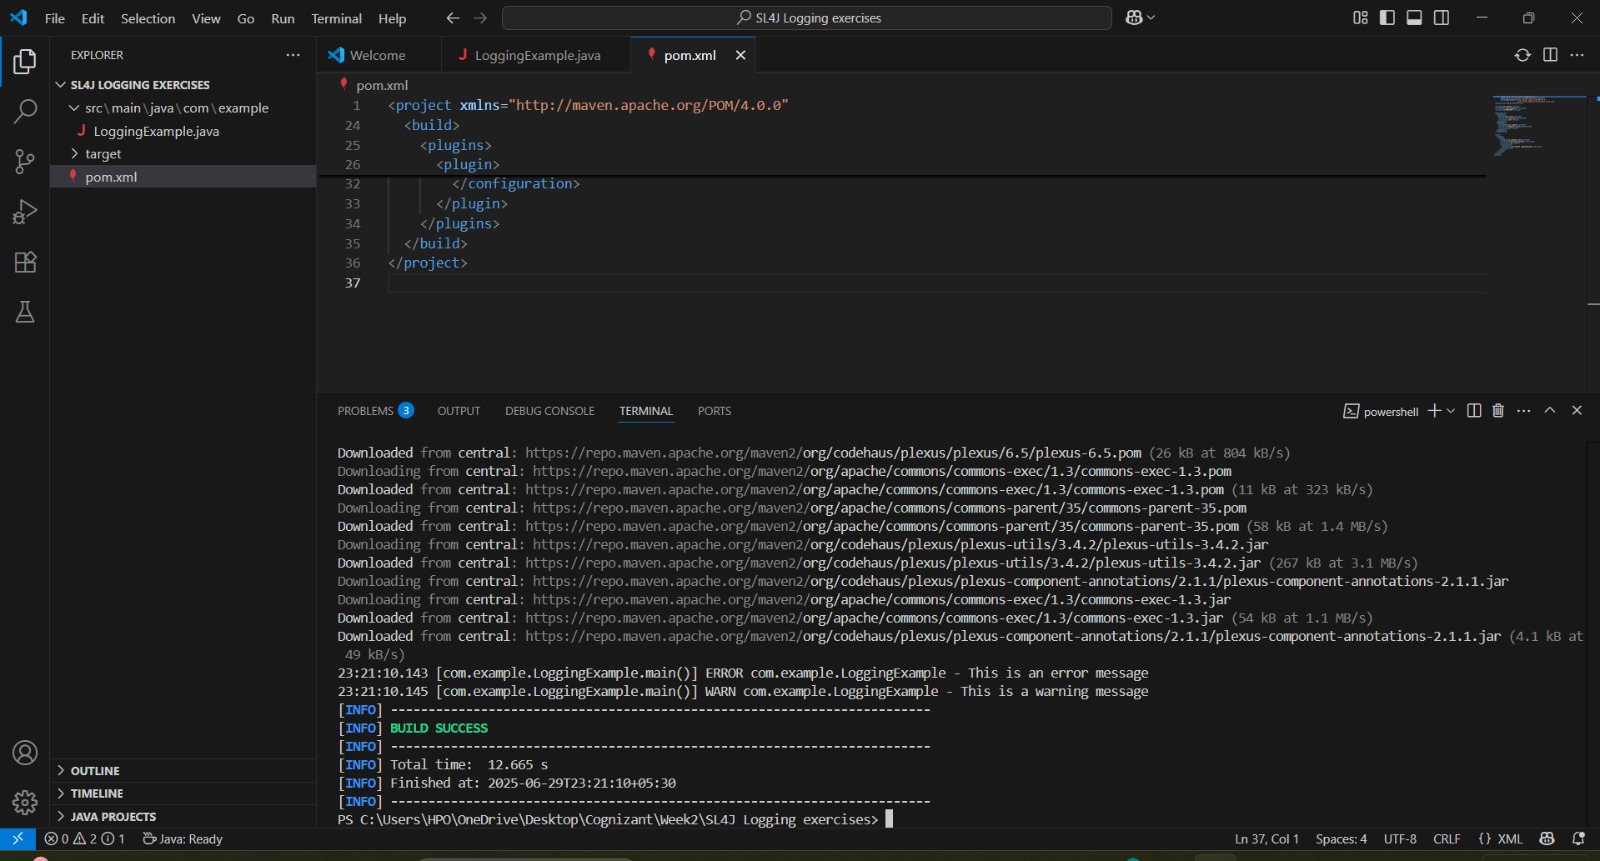 File Edit Selection View Go Run Terminal Help
SL4J Logging exercises
EXPLORER
SL4J LOGGING EXERCISES
src\main\java\com\example
LoggingExample.java
target
pom.xml
OUTLINE
TIMELINE
JAVA PROJECTS
Welcome LoggingExample.java pom.xml
pom.xml
1 <project xmlns="http://maven.apache.org/POM/4.0.0"
24 <build>
25 <plugins>
26 <plugin>
32 </configuration>
33 </plugin>
34 </plugins>
35 </build>
36 </project>
37
PROBLEMS 3 OUTPUT DEBUG CONSOLE TERMINAL PORTS
powershell
Downloaded from central: https://repo.maven.apache.org/maven2/org/codehaus/plexus/plexus/6.5/plexus-6.5.pom (26 kB at 804 kB/s)
Downloading from central: https://repo.maven.apache.org/maven2/org/apache/commons/commons-exec/1.3/commons-exec-1.3.pom
Downloaded from central: https://repo.maven.apache.org/maven2/org/apache/commons/commons-exec/1.3/commons-exec-1.3.pom (11 kB at 323 kB/s)
Downloading from central: https://repo.maven.apache.org/maven2/org/apache/commons/commons-parent/35/commons-parent-35.pom
Downloaded from central: https://repo.maven.apache.org/maven2/org/apache/commons/commons-parent/35/commons-parent-35.pom (58 kB at 1.4 MB/s)
Downloading from central: https://repo.maven.apache.org/maven2/org/codehaus/plexus/plexus-utils/3.4.2/plexus-utils-3.4.2.jar
Downloaded from central: https://repo.maven.apache.org/maven2/org/codehaus/plexus/plexus-utils/3.4.2/plexus-utils-3.4.2.jar (267 kB at 3.1 MB/s)
Downloading from central: https://repo.maven.apache.org/maven2/org/codehaus/plexus/plexus-component-annotations/2.1.1/plexus-component-annotations-2.1.1.jar
Downloading from central: https://repo.maven.apache.org/maven2/org/apache/commons/commons-exec/1.3/commons-exec-1.3.jar
Downloaded from central: https://repo.maven.apache.org/maven2/org/apache/commons/commons-exec/1.3/commons-exec-1.3.jar (54 kB at 1.1 MB/s)
Downloaded from central: https://repo.maven.apache.org/maven2/org/codehaus/plexus/plexus-component-annotations/2.1.1/plexus-component-annotations-2.1.1.jar (4.1 kB at
49 kB/s)
23:21:10.143 [com.example.LoggingExample.main()] ERROR com.example.LoggingExample - This is an error message
23:21:10.145 [com.example.LoggingExample.main()] WARN com.example.LoggingExample - This is a warning message
[INFO] ------------------------------------------------------------------------
[INFO] BUILD SUCCESS
[INFO] ------------------------------------------------------------------------
[INFO] Total time:  12.665 s
[INFO] Finished at: 2025-06-29T23:21:10+05:30
[INFO] ------------------------------------------------------------------------
PS C:\Users\HPO\OneDrive\Desktop\Cognizant\Week2\SL4J Logging exercises>
0 2 1 Java: Ready Ln 37, Col 1 Spaces: 4 UTF-8 CRLF {} XML